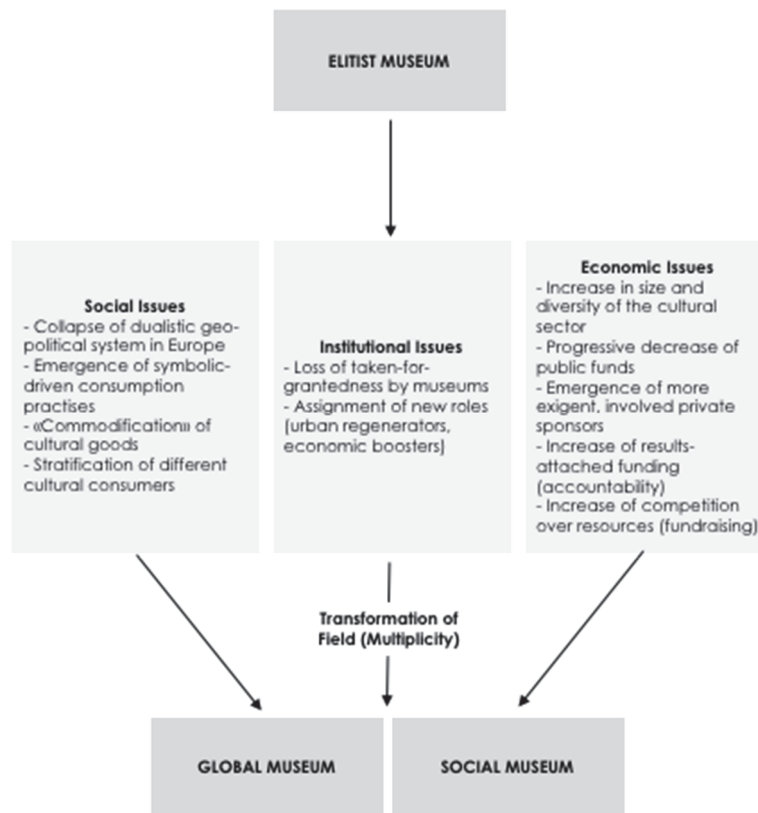 ELITIST MUSEUM
Social Issues
- Collapse of dualistic geo-
political system in Europe
- Emergence of symbolic-
driven consumption
practises
- «Commodification» of
cultural goods
- Stratification of different
cultural consumers
Institutional Issues
- Loss of taken-for-
grantedness by museums
- Assignment of new roles
(urban regenerators,
economic boosters)
Economic Issues
- Increase in size and
diversity of the cultural
sector
- Progressive decrease of
public funds
- Emergence of more
exigent, involved private
sponsors
- Increase of results-
attached funding
(accountability)
- Increase of competition
over resources (fundraising)
Transformation of
Field (Multiplicity)
GLOBAL MUSEUM
SOCIAL MUSEUM